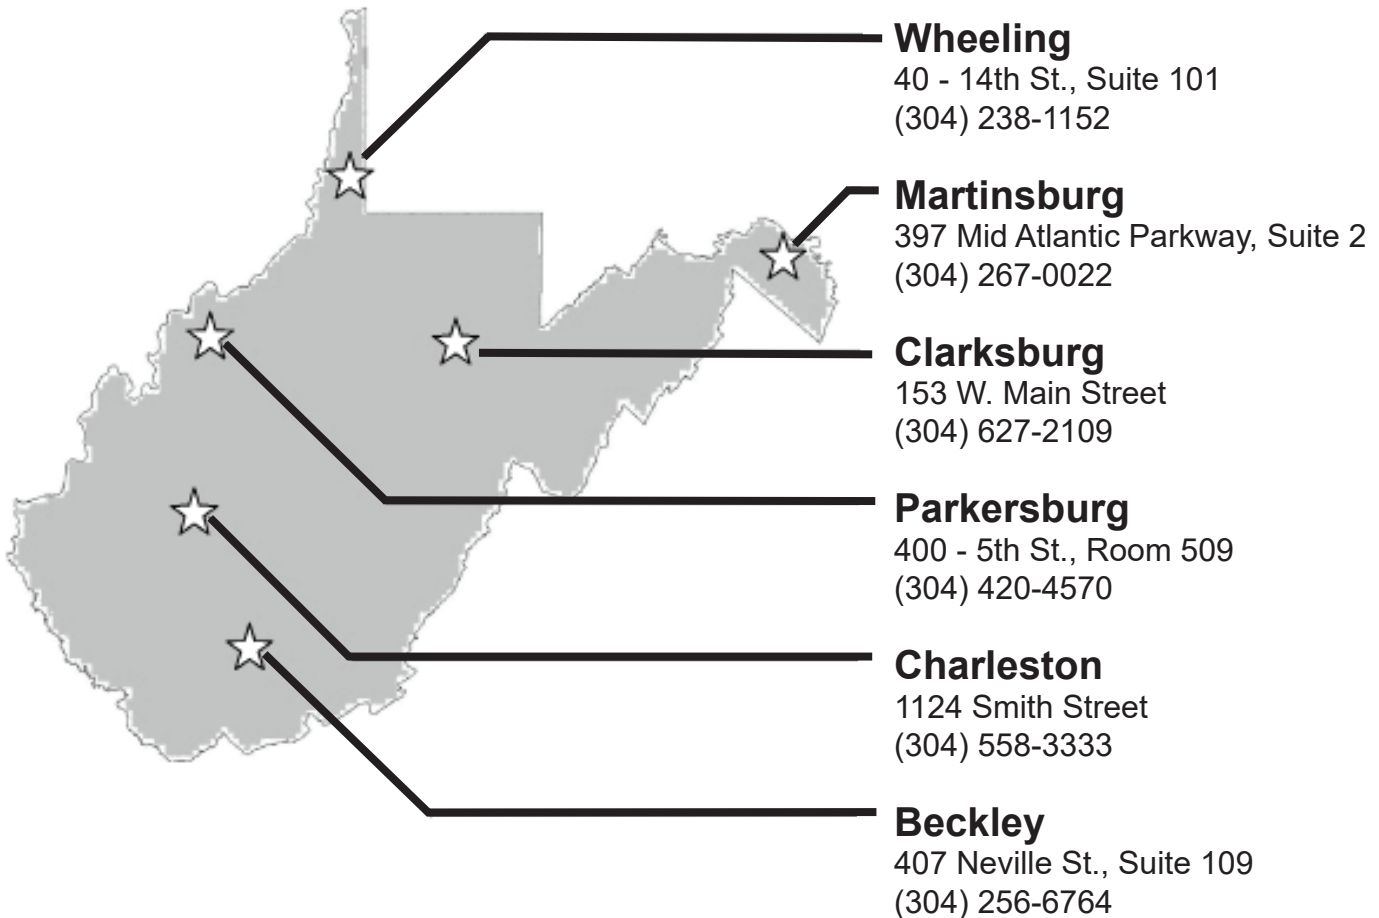 Wheeling
40 - 14th St., Suite 101
(304) 238-1152
Martinsburg
397 Mid Atlantic Parkway, Suite 2
(304) 267-0022
Clarksburg
153 W. Main Street
(304) 627-2109
Parkersburg
400 - 5th St., Room 509
(304) 420-4570
Charleston
1124 Smith Street
(304) 558-3333
Beckley
407 Neville St., Suite 109
(304) 256-6764